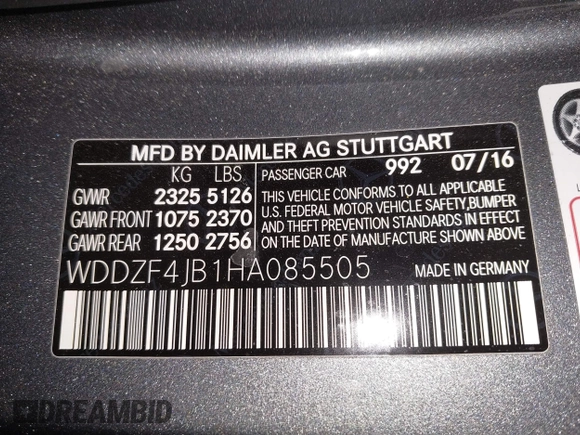 MFD BY DAIMLER AG STUTTGART
KG LBS PASSENGER CAR 992 07/16
GVWR 2325 5126 THIS VEHICLE CONFORMS TO ALL APPLICABLE
GAWR FRONT 1075 2370 U.S. FEDERAL MOTOR VEHICLE SAFETY, BUMPER
GAWR REAR 1250 2756 AND THEFT PREVENTION STANDARDS IN EFFECT
ON THE DATE OF MANUFACTURE SHOWN ABOVE.
WDDZF4JB1HA085505 MADE IN GERMANY
DREAMBID